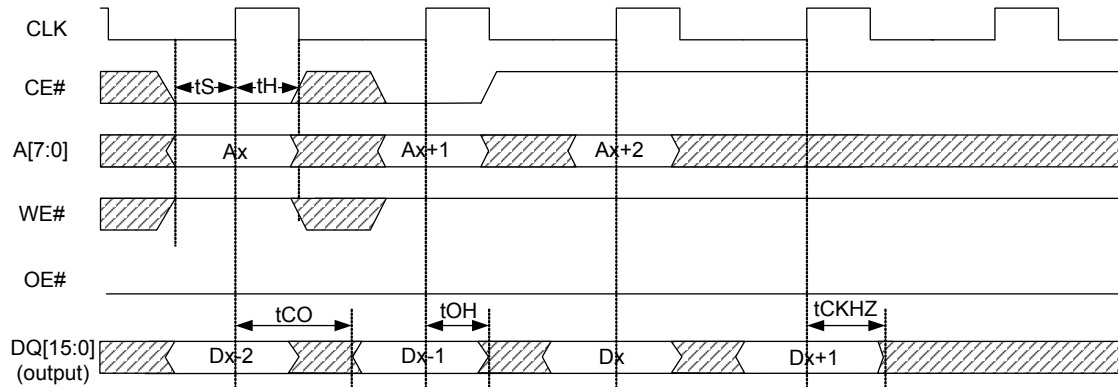 CLK
CE#
tS
tH
A[7:0]
Ax
Ax+1
Ax+2
WE#
OE#
tCO
tOH
tCKHZ
DQ[15:0]
(output)
Dx-2
Dx-1
Dx
Dx+1